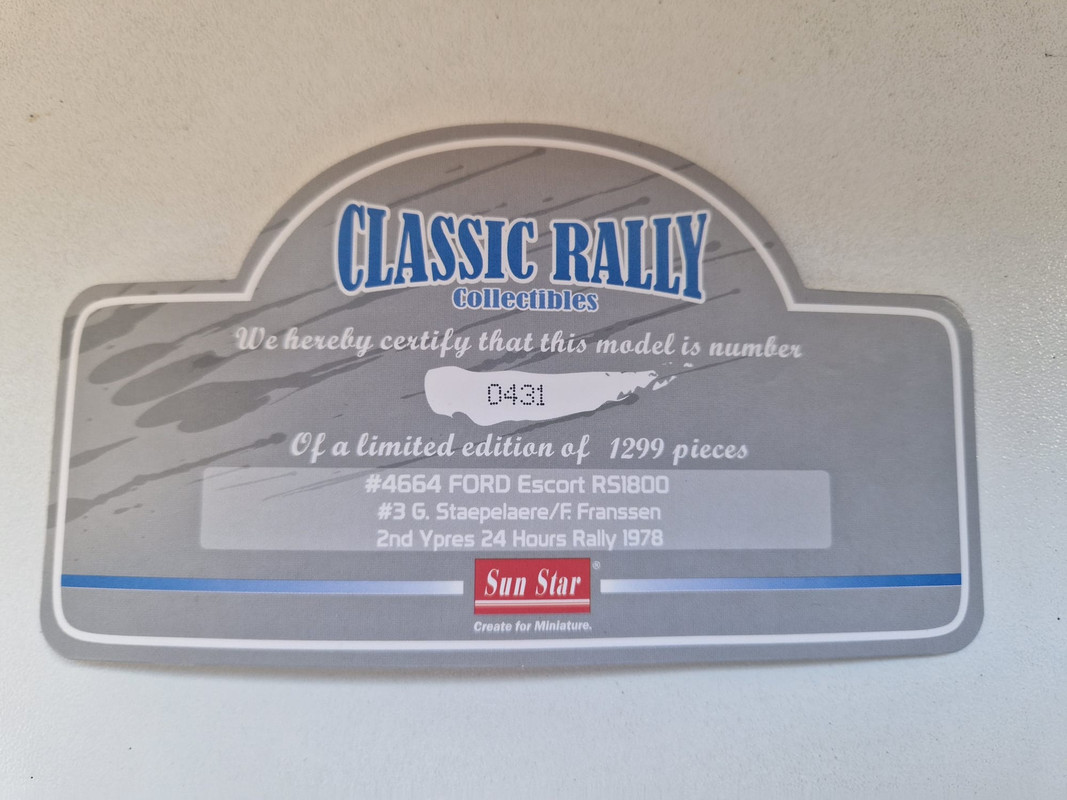 CLASSIC RALLY
Collectibles
We hereby certify that this model is number
0431
Of a limited edition of 1299 pieces
#4664 FORD Escort RS1800
#3 G. Staepelaere/F. Franssen
2nd Ypres 24 Hours Rally 1978
Sun Star ®
Create for Miniature.